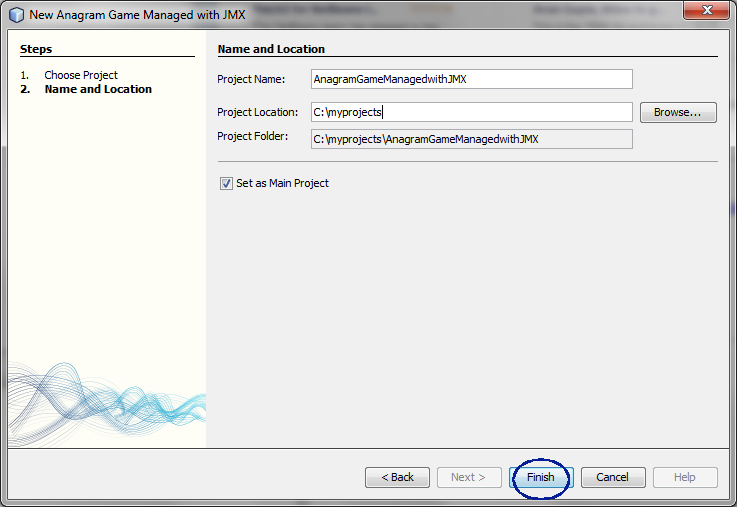 New Anagram Game Managed with JMX
Steps
1. Choose Project
2. Name and Location
Name and Location
Project Name: AnagramGameManagedwithJMX
Project Location: C:\myprojects Browse...
Project Folder: C:\myprojects\AnagramGameManagedwithJMX
Set as Main Project
< Back Next > Finish Cancel Help